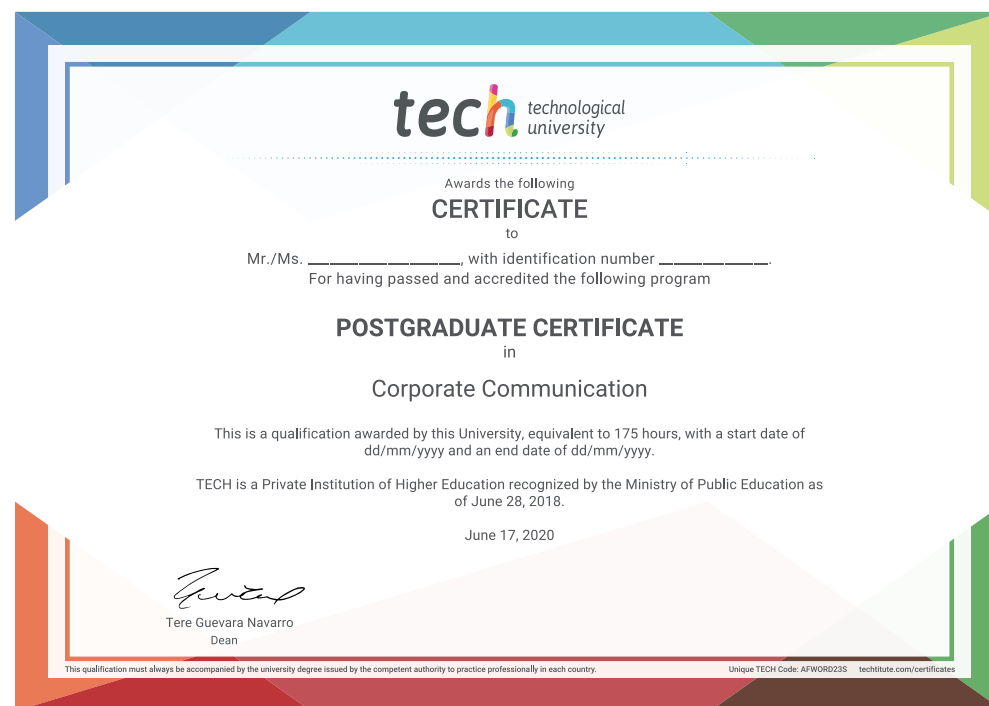 tech technological
university
Awards the following
CERTIFICATE
to
Mr./Ms. _________________, with identification number ____________.
For having passed and accredited the following program
POSTGRADUATE CERTIFICATE
in
Corporate Communication
This is a qualification awarded by this University, equivalent to 175 hours, with a start date of
dd/mm/yyyy and an end date of dd/mm/yyyy.
TECH is a Private Institution of Higher Education recognized by the Ministry of Public Education as
of June 28, 2018.
June 17, 2020
Tere Guevara Navarro
Dean
This qualification must always be accompanied by the university degree issued by the competent authority to practice professionally in each country.
Unique TECH Code: AFWORD23S techtitute.com/certificates